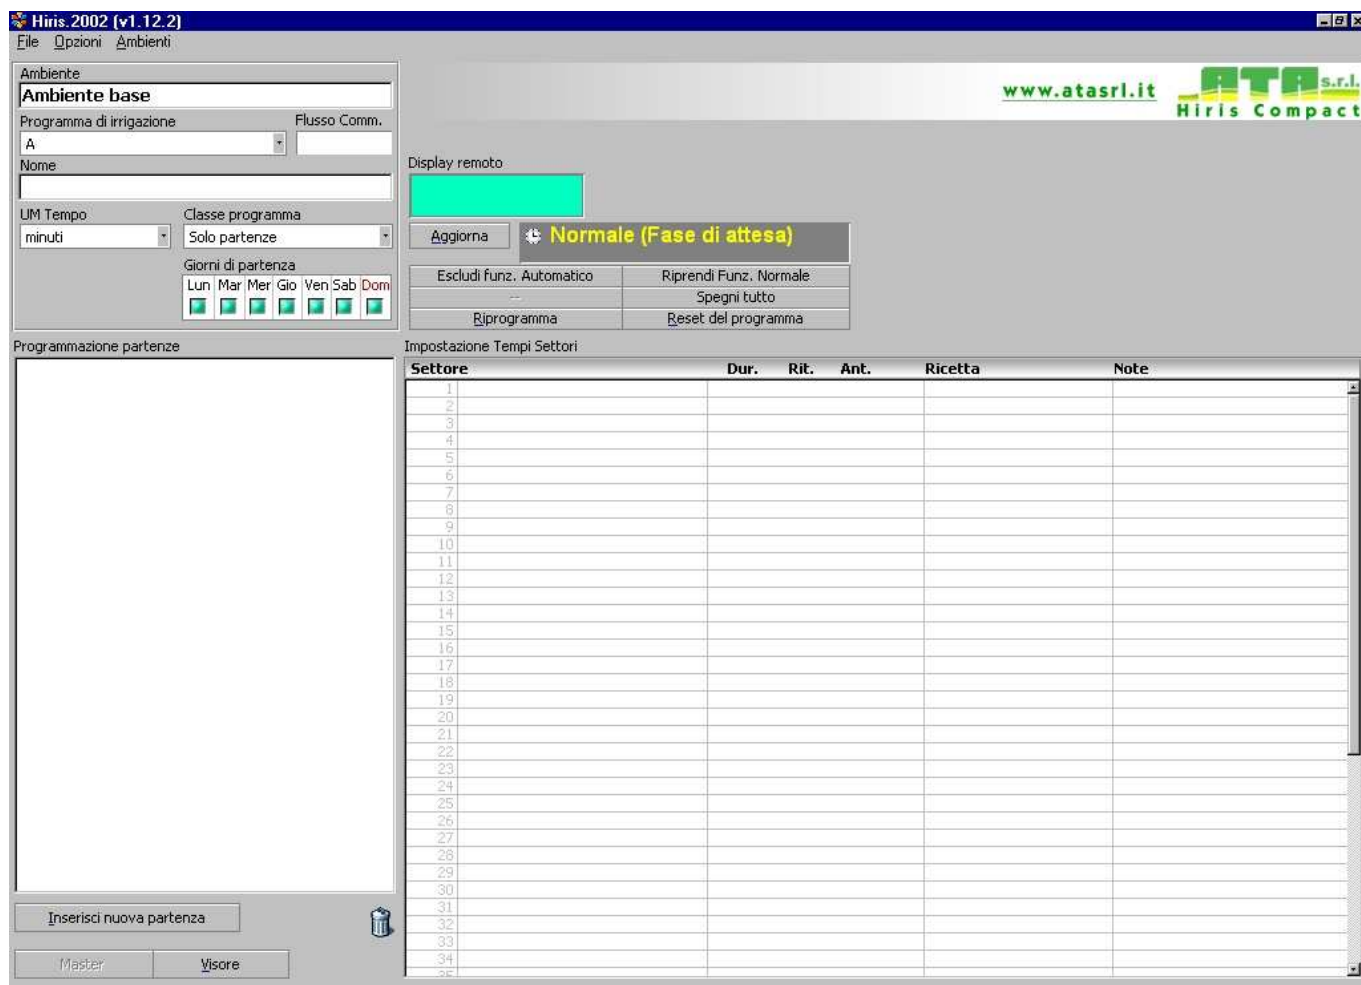 Hiris.2002 (v1.12.2)
File Opzioni Ambienti
Ambiente
Ambiente base
Programma di irrigazione Flusso Comm.
A
Nome
UM Tempo Classe programma
minuti Solo partenze
Giorni di partenza
Lun Mar Mer Gio Ven Sab Dom
www.atasrl.it
ATA s.r.l.
Hiris Compact
Display remoto
Aggiorna Normale (Fase di attesa)
Escludi funz. Automatico Riprendi Funz. Normale
-- Spegni tutto
Riprogramma Reset del programma
Programmazione partenze
Inserisci nuova partenza
Master Visore
Impostazione Tempi Settori
Settore Dur. Rit. Ant. Ricetta Note
1
2
3
4
5
6
7
8
9
10
11
12
13
14
15
16
17
18
19
20
21
22
23
24
25
26
27
28
29
30
31
32
33
34
35